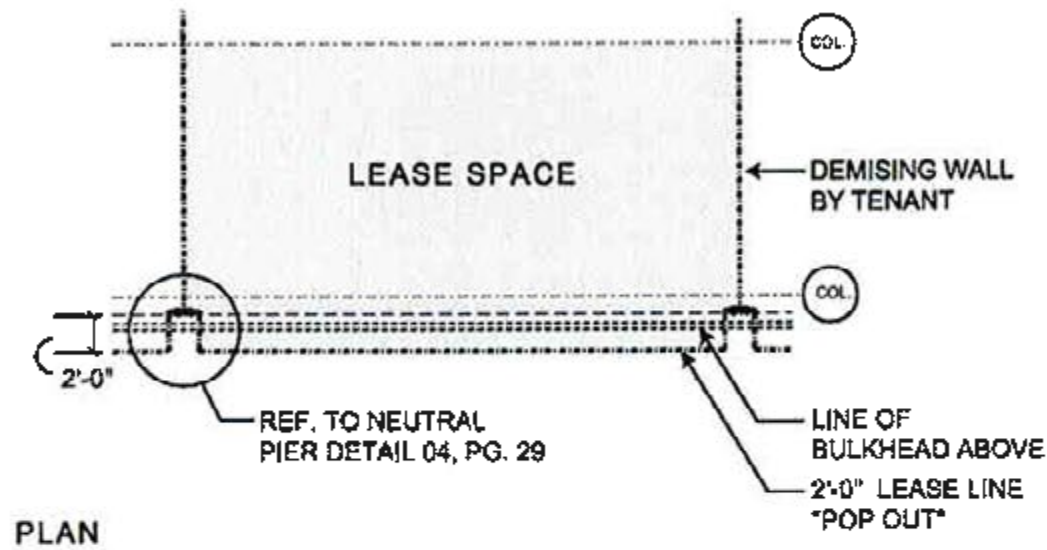 COL.
LEASE SPACE
DEMISING WALL
BY TENANT
COL.
2'-0"
REF. TO NEUTRAL
PIER DETAIL 04, PG. 29
LINE OF
BULKHEAD ABOVE
2'-0" LEASE LINE
"POP OUT"
PLAN